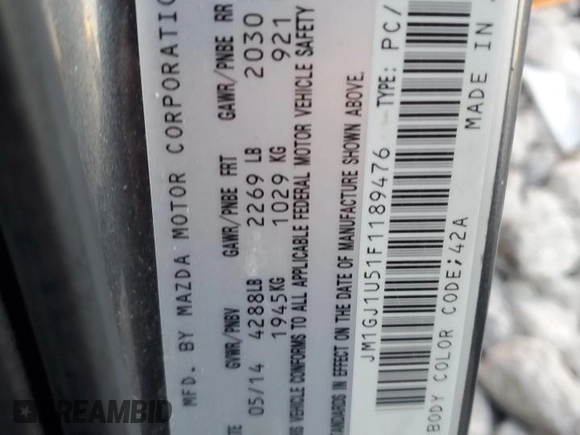 MFD. BY MAZDA MOTOR CORPORATIO
GVWR/PNBV GAWR/PNBE FRT GAWR/PNBE RR
05/14 4288LB 2269 LB 2030
1945KG 1029 KG 921
VEHICLE CONFORMS TO ALL APPLICABLE FEDERAL MOTOR VEHICLE SAFETY
STANDARDS IN EFFECT ON THE DATE OF MANUFACTURE SHOWN ABOVE.
JM1GJ1U51F1189476 TYPE: PC/
BODY COLOR CODE;42A MADE IN
DREAMBID